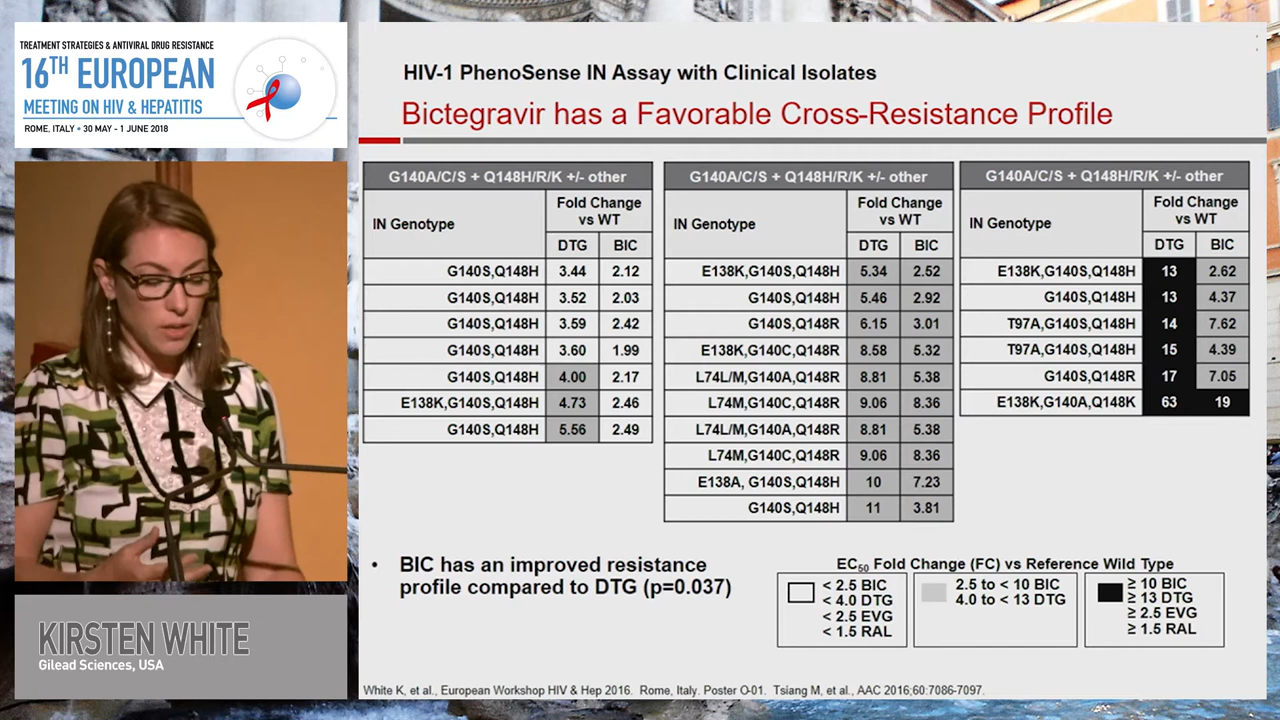 TREATMENT STRATEGIES & ANTIVIRAL DRUG RESISTANCE
16TH EUROPEAN
MEETING ON HIV & HEPATITIS
ROME, ITALY • 30 MAY - 1 JUNE 2018
KIRSTEN WHITE
Gilead Sciences, USA
HIV-1 PhenoSense IN Assay with Clinical Isolates
Bictegravir has a Favorable Cross-Resistance Profile
G140A/C/S + Q148H/R/K +/- other
IN Genotype
Fold Change
vs WT
DTG BIC
G140S,Q148H 3.44 2.12
G140S,Q148H 3.52 2.03
G140S,Q148H 3.59 2.42
G140S,Q148H 3.60 1.99
G140S,Q148H 4.00 2.17
E138K,G140S,Q148H 4.73 2.46
G140S,Q148H 5.56 2.49
G140A/C/S + Q148H/R/K +/- other
IN Genotype
Fold Change
vs WT
DTG BIC
E138K,G140S,Q148H 5.34 2.52
G140S,Q148H 5.46 2.92
G140S,Q148R 6.15 3.01
E138K,G140C,Q148R 8.58 5.32
L74L/M,G140A,Q148R 8.81 5.38
L74M,G140C,Q148R 9.06 8.36
L74L/M,G140A,Q148R 8.81 5.38
L74M,G140C,Q148R 9.06 8.36
E138A, G140S,Q148H 10 7.23
G140S,Q148H 11 3.81
G140A/C/S + Q148H/R/K +/- other
IN Genotype
Fold Change
vs WT
DTG BIC
E138K,G140S,Q148H 13 2.62
G140S,Q148H 13 4.37
T97A,G140S,Q148H 14 7.62
T97A,G140S,Q148H 15 4.39
G140S,Q148R 17 7.05
E138K,G140A,Q148K 63 19
• BIC has an improved resistance
profile compared to DTG (p=0.037)
EC50 Fold Change (FC) vs Reference Wild Type
< 2.5 BIC
< 4.0 DTG
< 2.5 EVG
< 1.5 RAL
2.5 to < 10 BIC
4.0 to < 13 DTG
≥ 10 BIC
≥ 13 DTG
≥ 2.5 EVG
≥ 1.5 RAL
White K, et al., European Workshop HIV & Hep 2016. Rome, Italy. Poster O-01. Tsiang M, et al., AAC 2016;60:7086-7097.